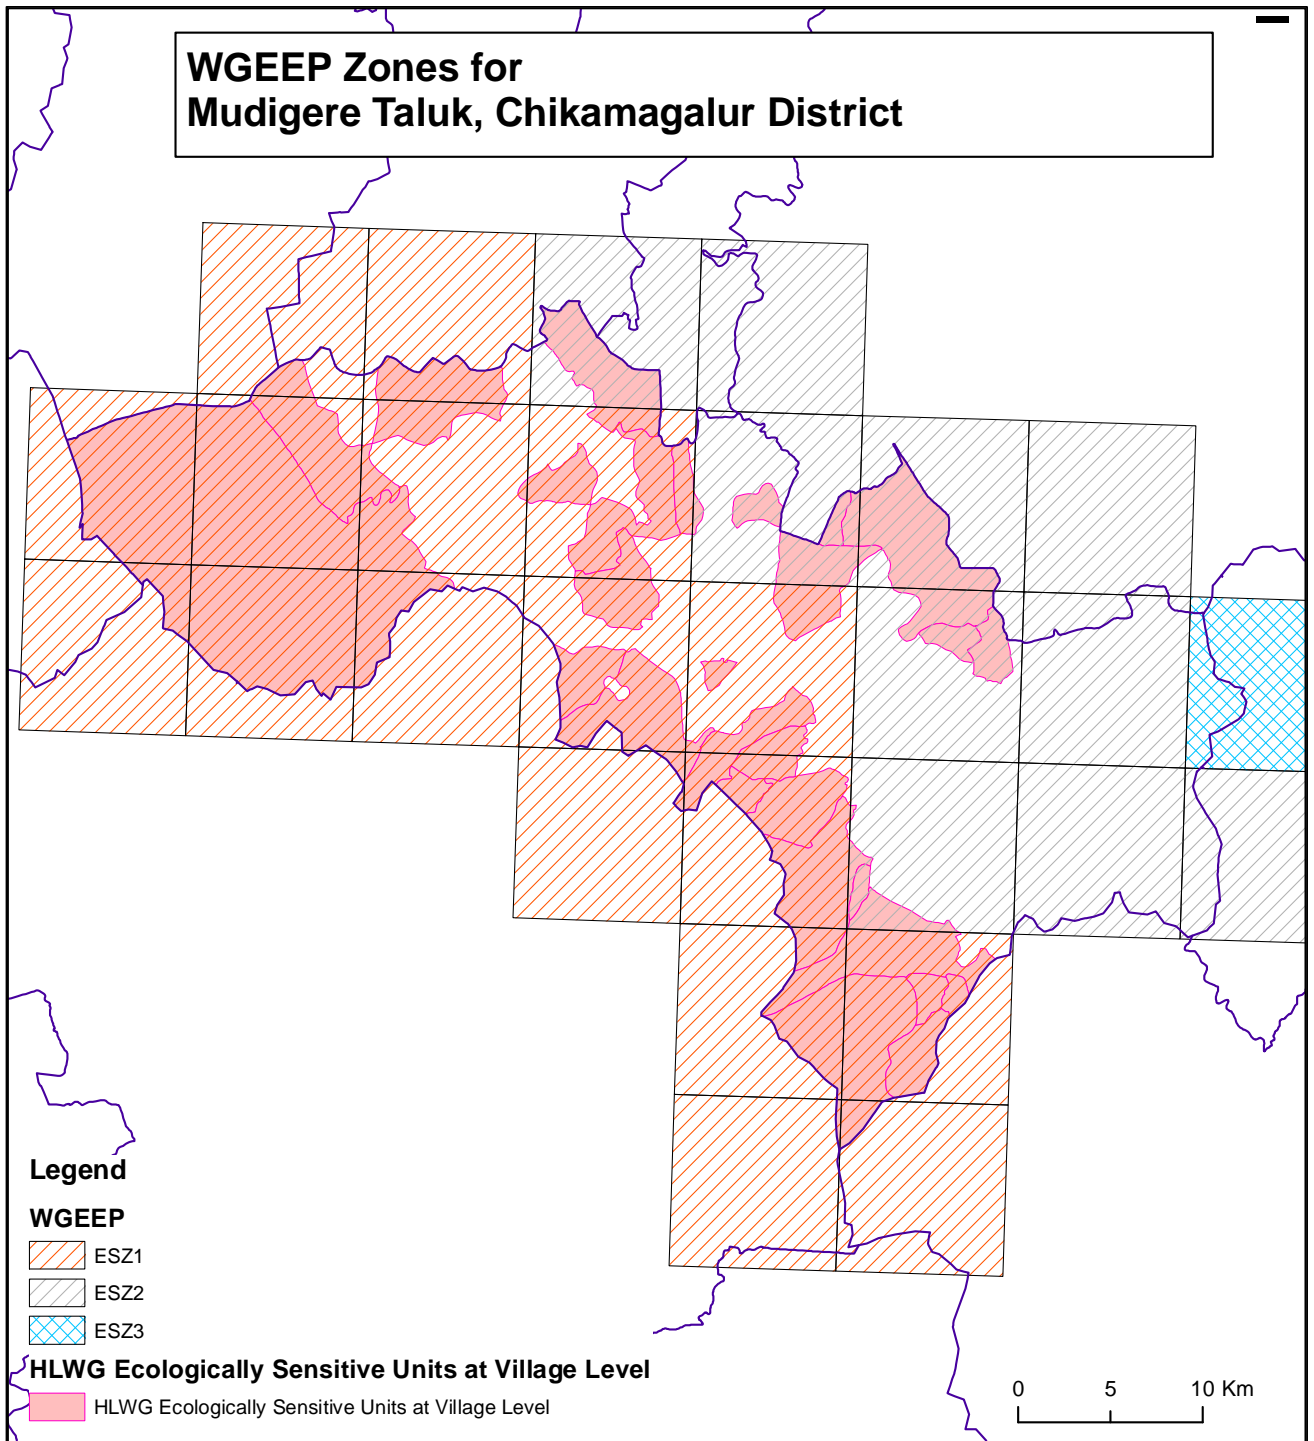 WGEEP Zones for
Mudigere Taluk, Chikamagalur District
Legend
WGEEP
ESZ1
ESZ2
ESZ3
HLWG Ecologically Sensitive Units at Village Level
HLWG Ecologically Sensitive Units at Village Level
0 5 10 Km